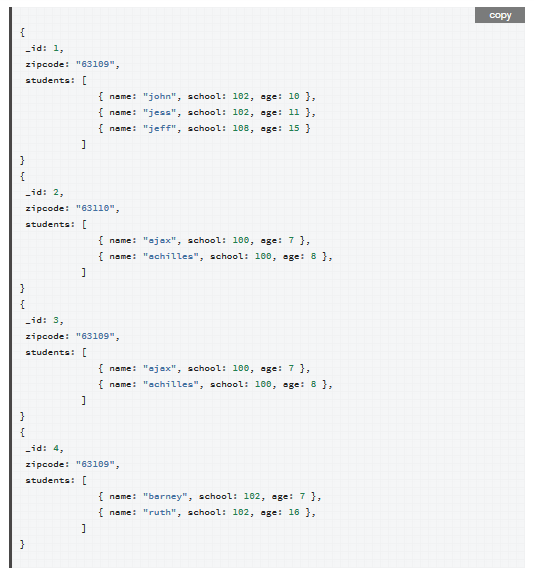 copy
{
_id: 1,
zipcode: "63109",
students: [
{ name: "john", school: 102, age: 10 },
{ name: "jess", school: 102, age: 11 },
{ name: "jeff", school: 108, age: 15 }
]
}
{
_id: 2,
zipcode: "63110",
students: [
{ name: "ajax", school: 100, age: 7 },
{ name: "achilles", school: 100, age: 8 },
]
}
{
_id: 3,
zipcode: "63109",
students: [
{ name: "ajax", school: 100, age: 7 },
{ name: "achilles", school: 100, age: 8 },
]
}
{
_id: 4,
zipcode: "63109",
students: [
{ name: "barney", school: 102, age: 7 },
{ name: "ruth", school: 102, age: 16 },
]
}